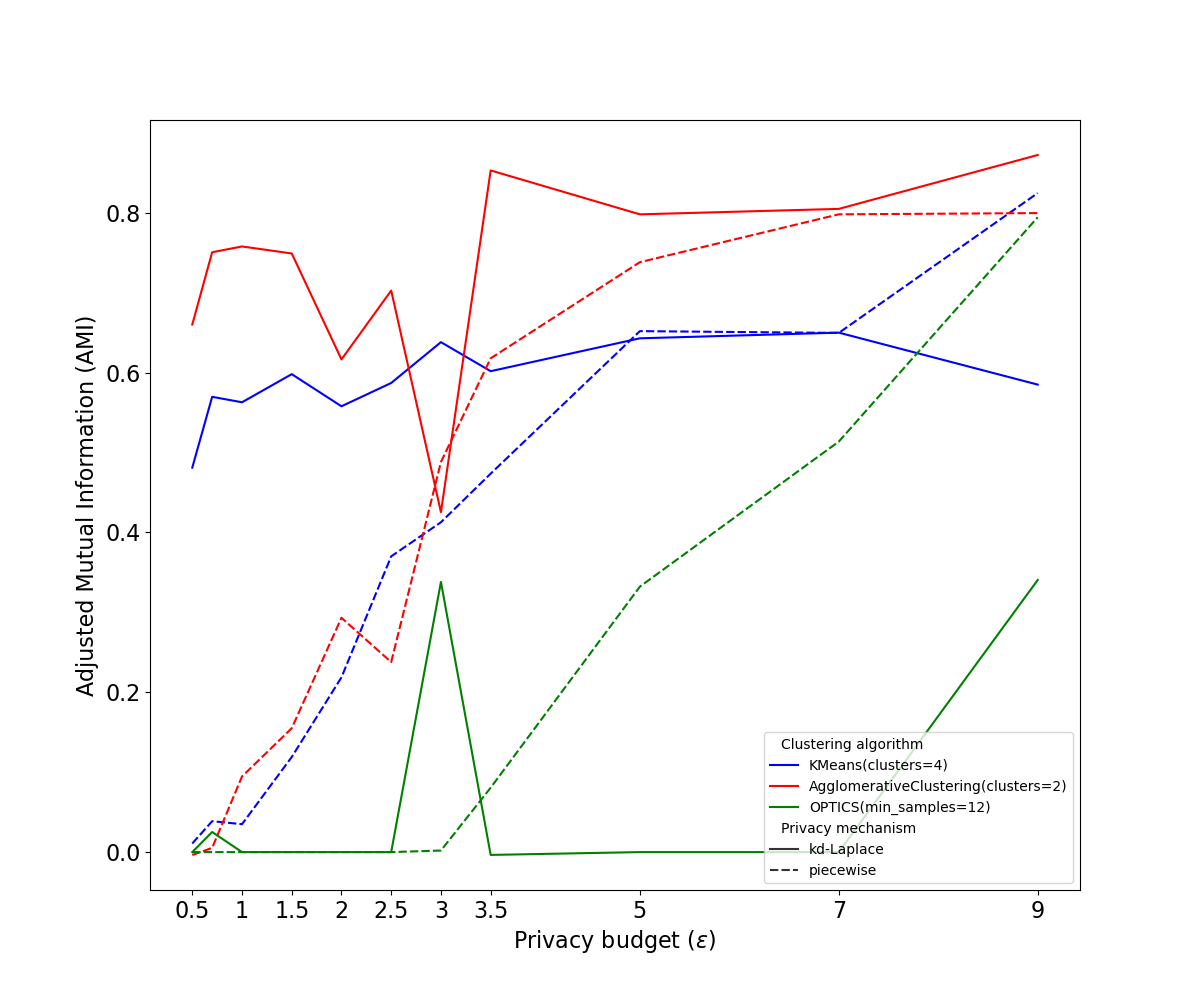 0.8
0.6
0.4
0.2
0.0
Adjusted Mutual Information (AMI)
Clustering algorithm
KMeans(clusters=4)
AgglomerativeClustering(clusters=2)
OPTICS(min_samples=12)
Privacy mechanism
kd-Laplace
piecewise
0.5 1 1.5 2 2.5 3 3.5 5 7 9
Privacy budget (ε)